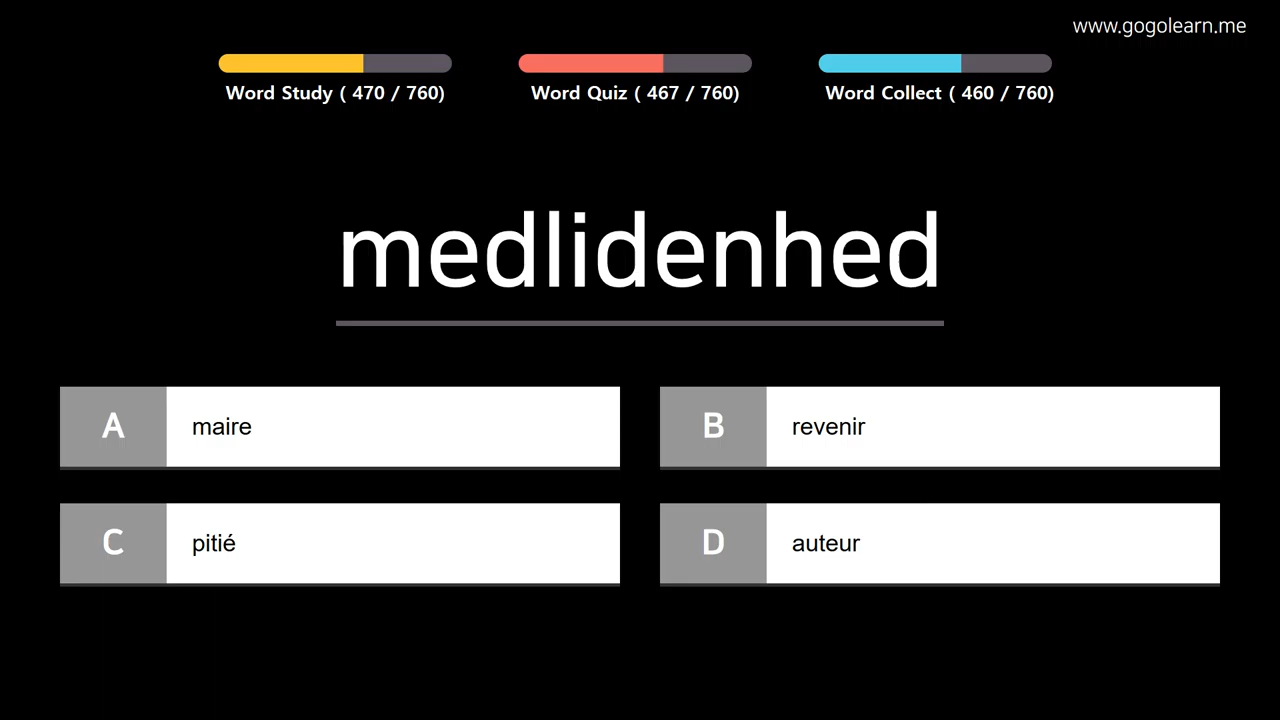 www.gogolearn.me
Word Study ( 470 / 760)
Word Quiz ( 467 / 760)
Word Collect ( 460 / 760)
medlidenhed
A maire
B revenir
C pitié
D auteur